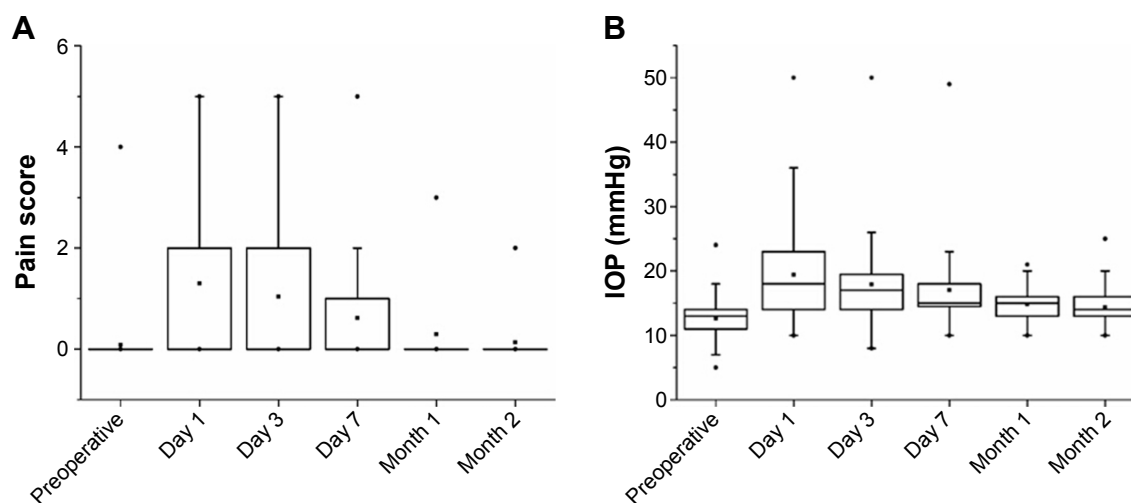 A
Pain score
6
4
2
0
Preoperative
Day 1
Day 3
Day 7
Month 1
Month 2
B
IOP (mmHg)
50
40
30
20
10
0
Preoperative
Day 1
Day 3
Day 7
Month 1
Month 2